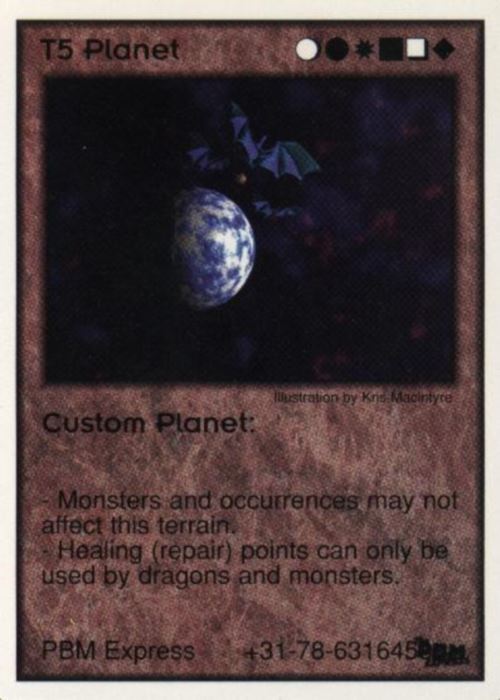 T5 Planet
Illustration by Kris MacIntyre
Custom Planet:
- Monsters and occurrences may not
affect this terrain.
- Healing (repair) points can only be
used by dragons and monsters.
PBM Express +31-78-631645